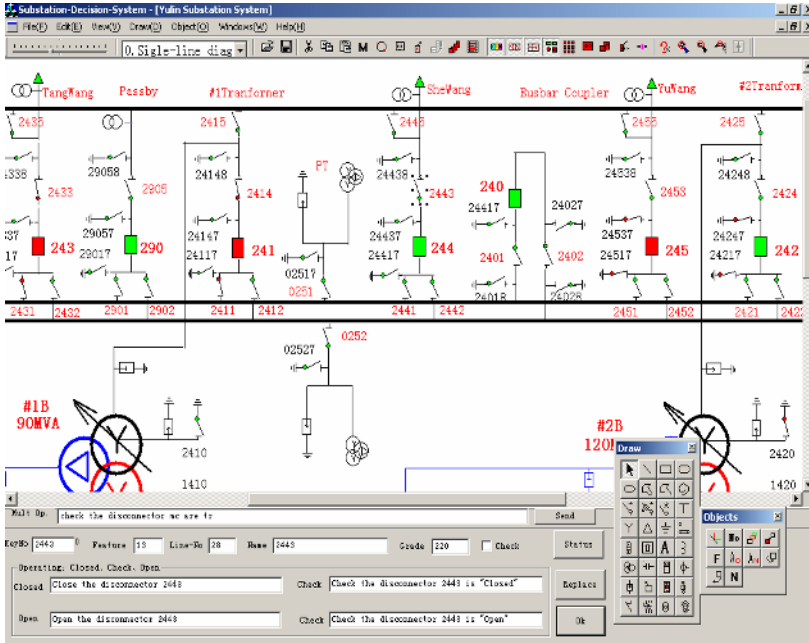 Substation-Decision-System - [Yulin Substation System]
File(F) Edit(E) View(V) Draw(D) Object(O) Windows(W) Help(H)
0.Sigle-line diag
TangWang Passby #1Tranforner SheWang Busbar Coupler YuWang #2Tranform
2435 2415 2445 2455 2425
29058 24148 PT 24438 24538 24248
2433 2905 2414 2443 240 2453 2424
24417 24027
29057 24147 24437 24537 24247
243 29017 290 24117 241 24417 244 2401 2402 24517 245 24217 242
02517
0251 24018 24028
2431 2432 2901 2902 2411 2412 2441 2442 2451 2452 2421 2422
0252
02527
#1B
90MVA
#2B
2410 2420
1410 1420
Draw
Objects
Mult Op. check the disconnector mc are tr Send
KeyNo 2443 0 Feature 13 Line-No 28 Name 2443 Grade 220 Check Status
Operating: Closed, Check, Open
Closed Close the disconnector 2443 Check Check the disconnector 2443 is "Closed" Replace
Open Open the disconnector 2443 Check Check the disconnector 2443 is "Open" Ok